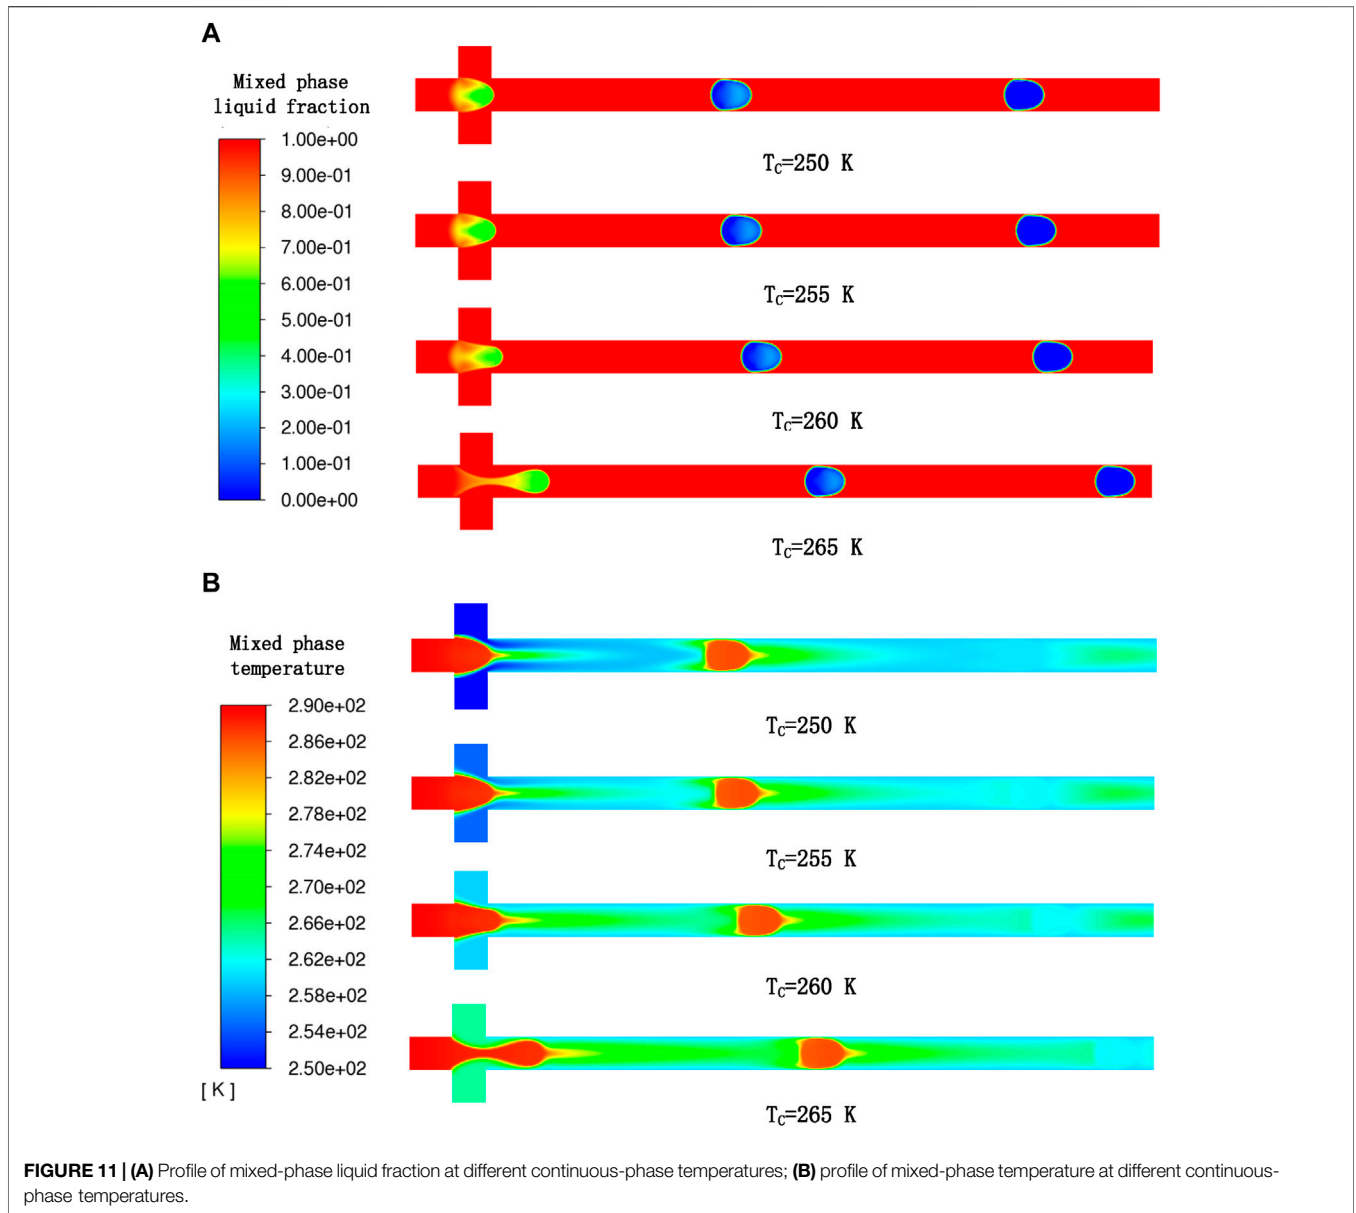 A
Mixed phase
liquid fraction
1.00e+00
9.00e-01
8.00e-01
7.00e-01
6.00e-01
5.00e-01
4.00e-01
3.00e-01
2.00e-01
1.00e-01
0.00e+00
TC=250 K
TC=255 K
TC=260 K
TC=265 K
B
Mixed phase
temperature
2.90e+02
2.86e+02
2.82e+02
2.78e+02
2.74e+02
2.70e+02
2.66e+02
2.62e+02
2.58e+02
2.54e+02
2.50e+02
[ K ]
TC=250 K
TC=255 K
TC=260 K
TC=265 K
FIGURE 11 | (A) Profile of mixed-phase liquid fraction at different continuous-phase temperatures; (B) profile of mixed-phase temperature at different continuous-
phase temperatures.